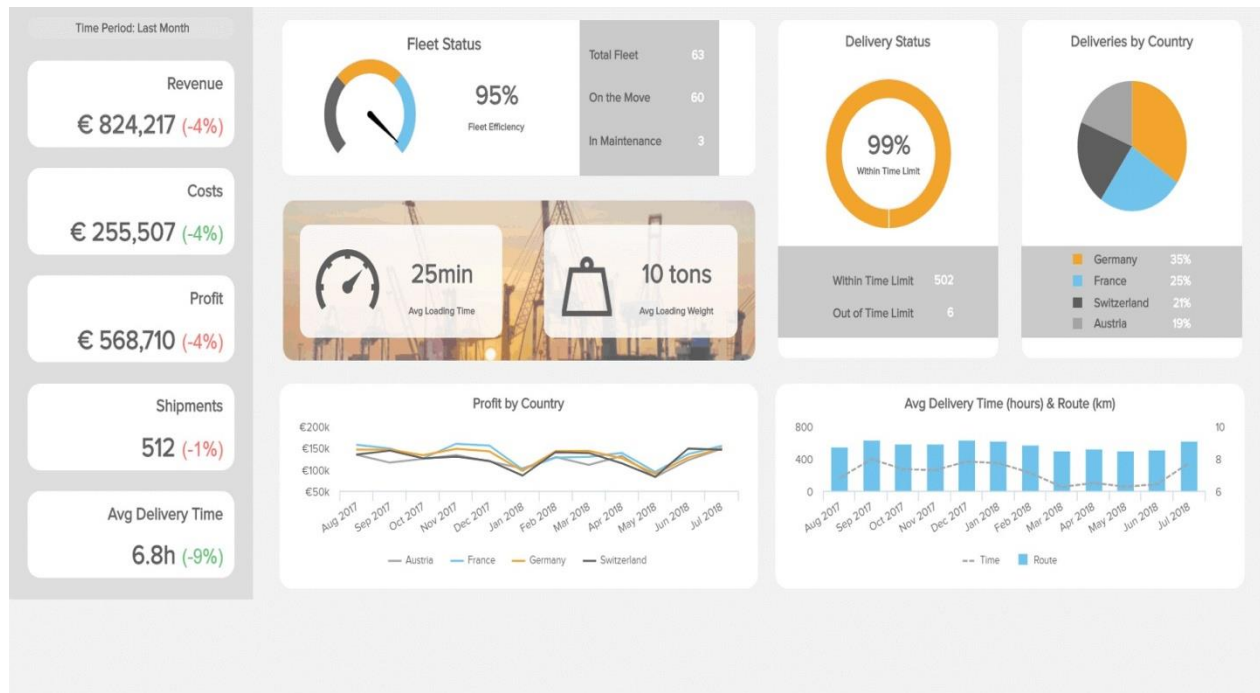 Time Period: Last Month
Revenue
€ 824,217 (-4%)
Costs
€ 255,507 (-4%)
Profit
€ 568,710 (-4%)
Shipments
512 (-1%)
Avg Delivery Time
6.8h (-9%)
Fleet Status
95%
Fleet Efficiency
Total Fleet 63
On the Move 60
In Maintenance 3
25min
Avg Loading Time
10 tons
Avg Loading Weight
Delivery Status
99%
Within Time Limit
Within Time Limit 502
Out of Time Limit 6
Deliveries by Country
Germany 35%
France 25%
Switzerland 21%
Austria 19%
Profit by Country
€200k
€150k
€100k
€50k
Aug 2017 Sep 2017 Oct 2017 Nov 2017 Dec 2017 Jan 2018 Feb 2018 Mar 2018 Apr 2018 May 2018 Jun 2018 Jul 2018
Austria France Germany Switzerland
Avg Delivery Time (hours) & Route (km)
800 10
400 8
0 6
Aug 2017 Sep 2017 Oct 2017 Nov 2017 Dec 2017 Jan 2018 Feb 2018 Mar 2018 Apr 2018 May 2018 Jun 2018 Jul 2018
Time Route